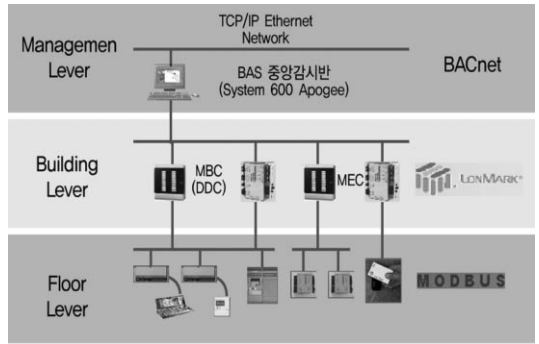 TCP/IP Ethernet
Network
Managemen
Lever
BAS 중앙감시반
(System 600 Apogee)
BACnet
Building
Lever
MBC
(DDC)
MEC
LONMARK®
Floor
Lever
MODBUS